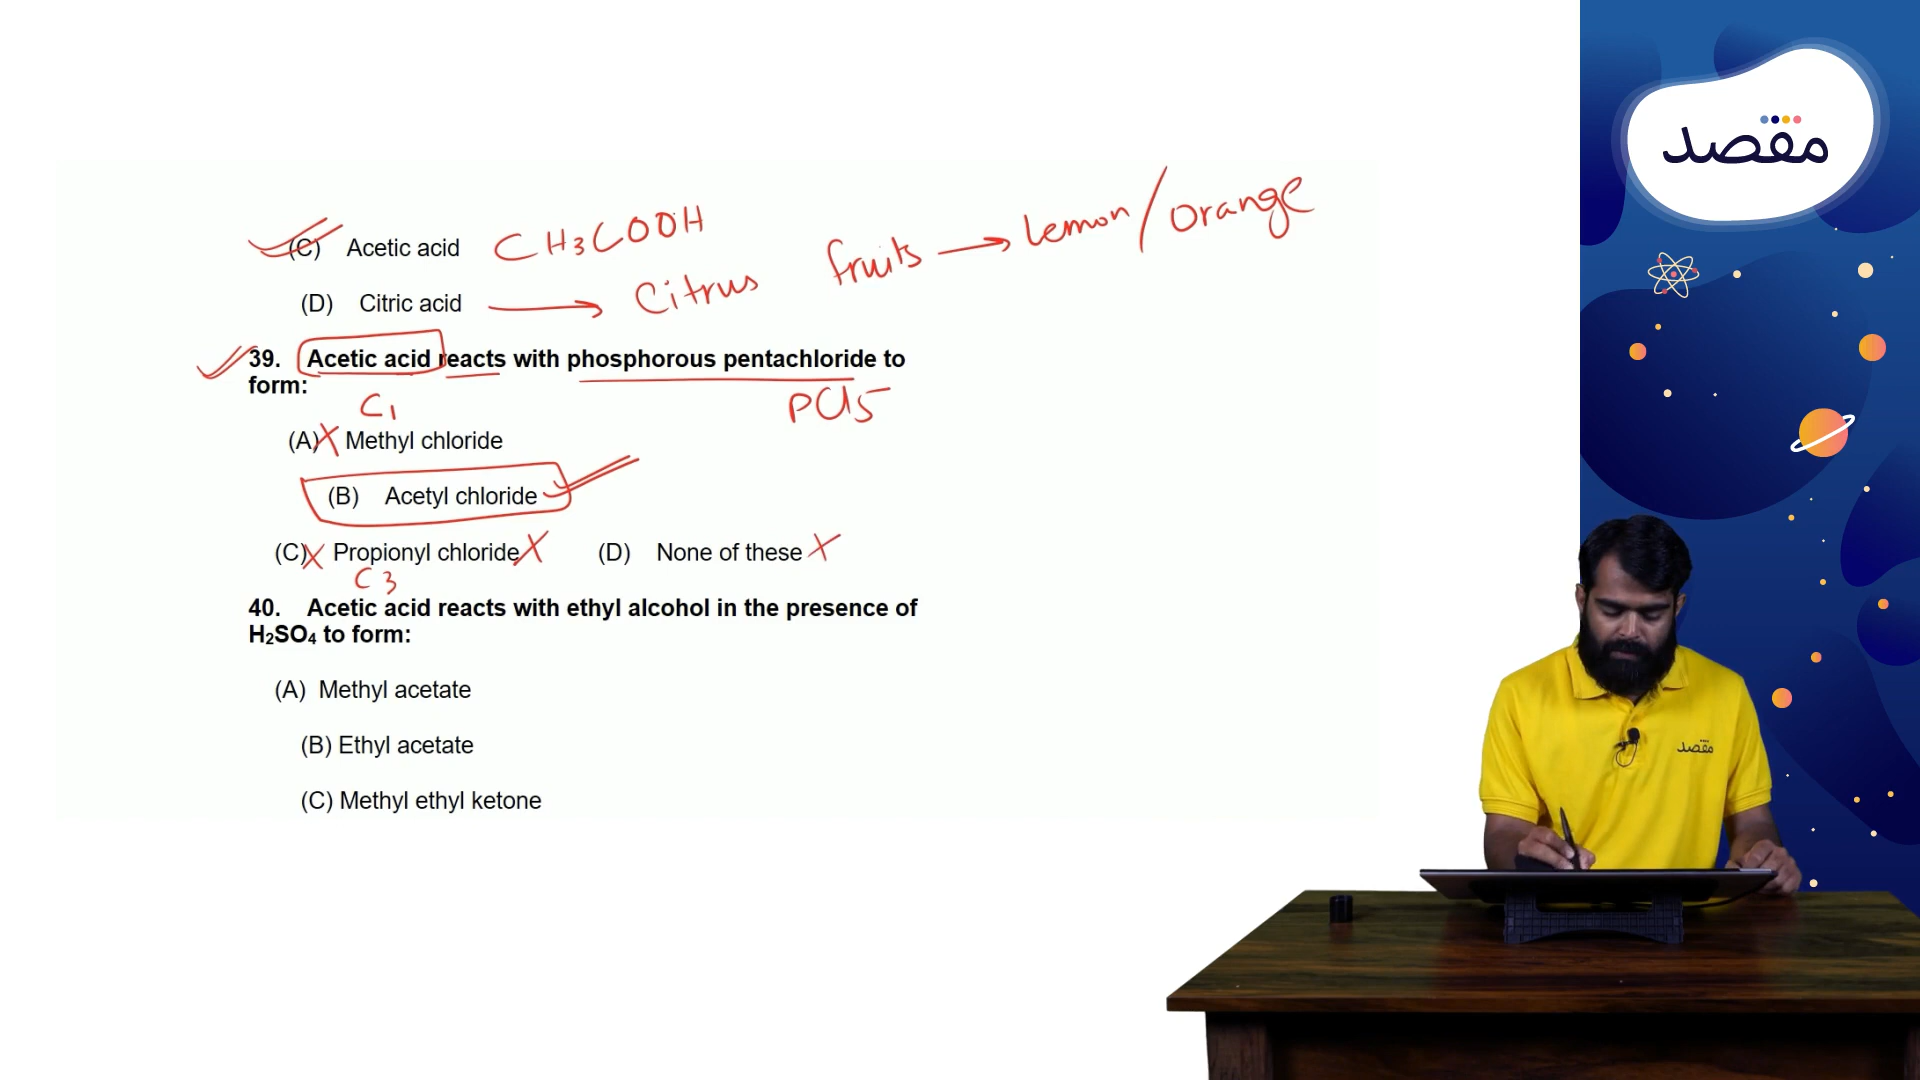 مقصد
(C) Acetic acid CH3COOH
fruits → Lemon/Orange
(D) Citric acid → Citrus
39. Acetic acid reacts with phosphorous pentachloride to
form:
PCl5
C1
(A) Methyl chloride
(B) Acetyl chloride
(C) Propionyl chloride (D) None of these
C3
40. Acetic acid reacts with ethyl alcohol in the presence of
H₂SO₄ to form:
(A) Methyl acetate
(B) Ethyl acetate
(C) Methyl ethyl ketone
مقصد